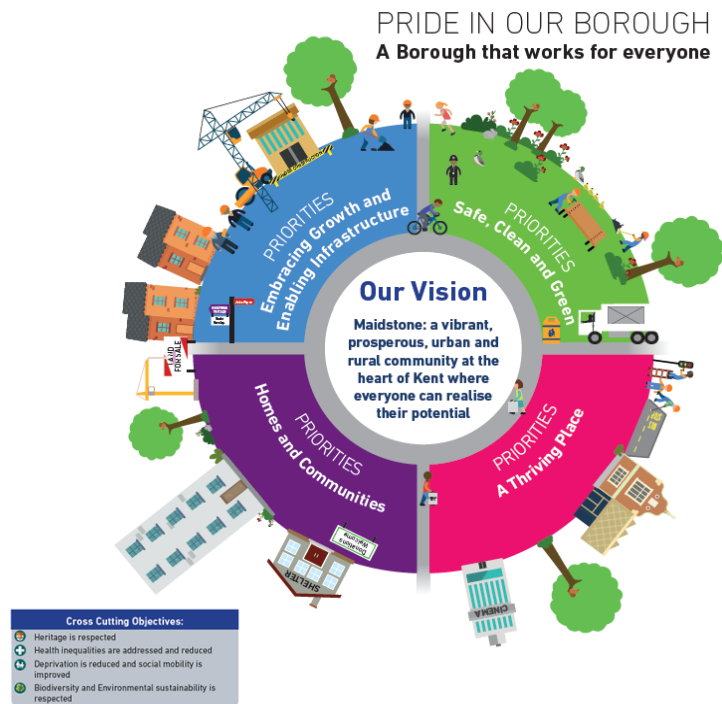 PRIDE IN OUR BOROUGH
A Borough that works for everyone
PRIORITIES
Embracing Growth and
Enabling Infrastructure
PRIORITIES
Safe, Clean and Green
Our Vision
Maidstone: a vibrant,
prosperous, urban and
rural community at the
heart of Kent where
everyone can realise
their potential
LAND
FOR SALE
PRIORITIES
Homes and Communities
PRIORITIES
A Thriving Place
Donations
Welcome
SHELTER
CINEMA
Cross Cutting Objectives:
Heritage is respected
Health inequalities are addressed and reduced
Deprivation is reduced and social mobility is
improved
Biodiversity and Environmental sustainability is
respected